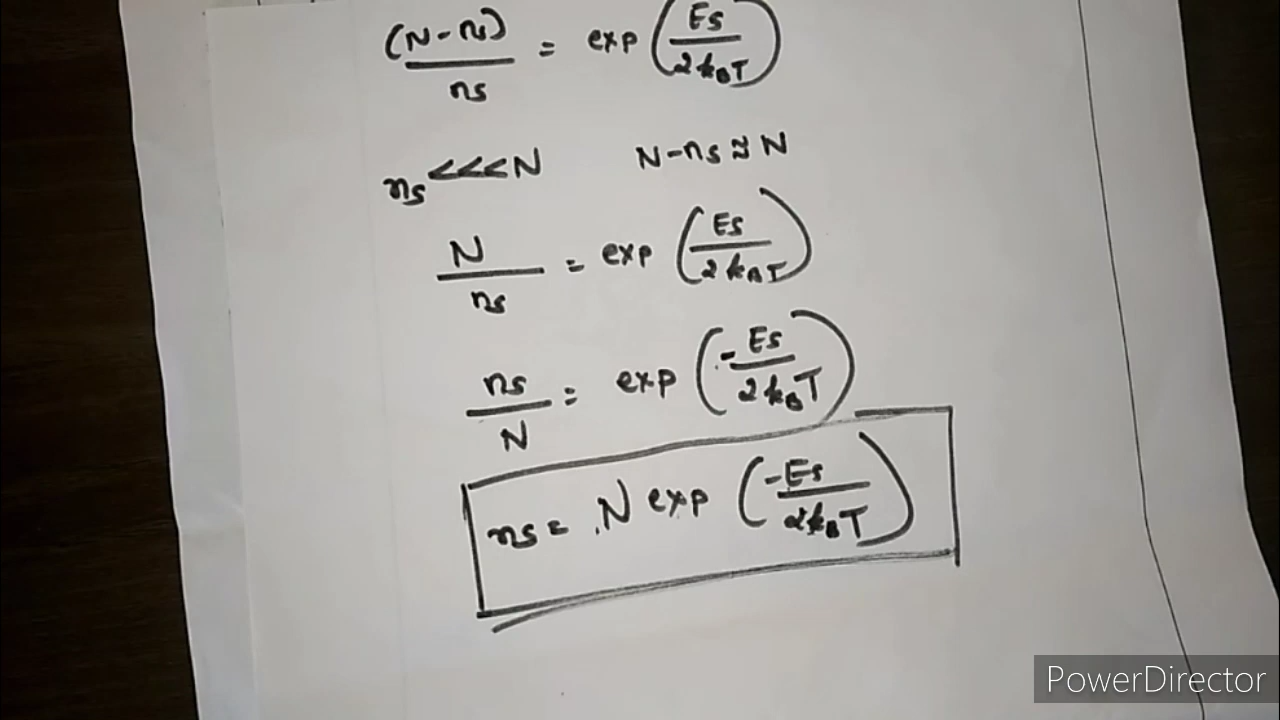 (N-ns)/ns = exp(Es/2kBT)
ns <<<N N-ns ≈ N
N/ns = exp(Es/2kBT)
ns/N = exp(-Es/2kBT)
ns = N exp(-Es/2kBT)
PowerDirector